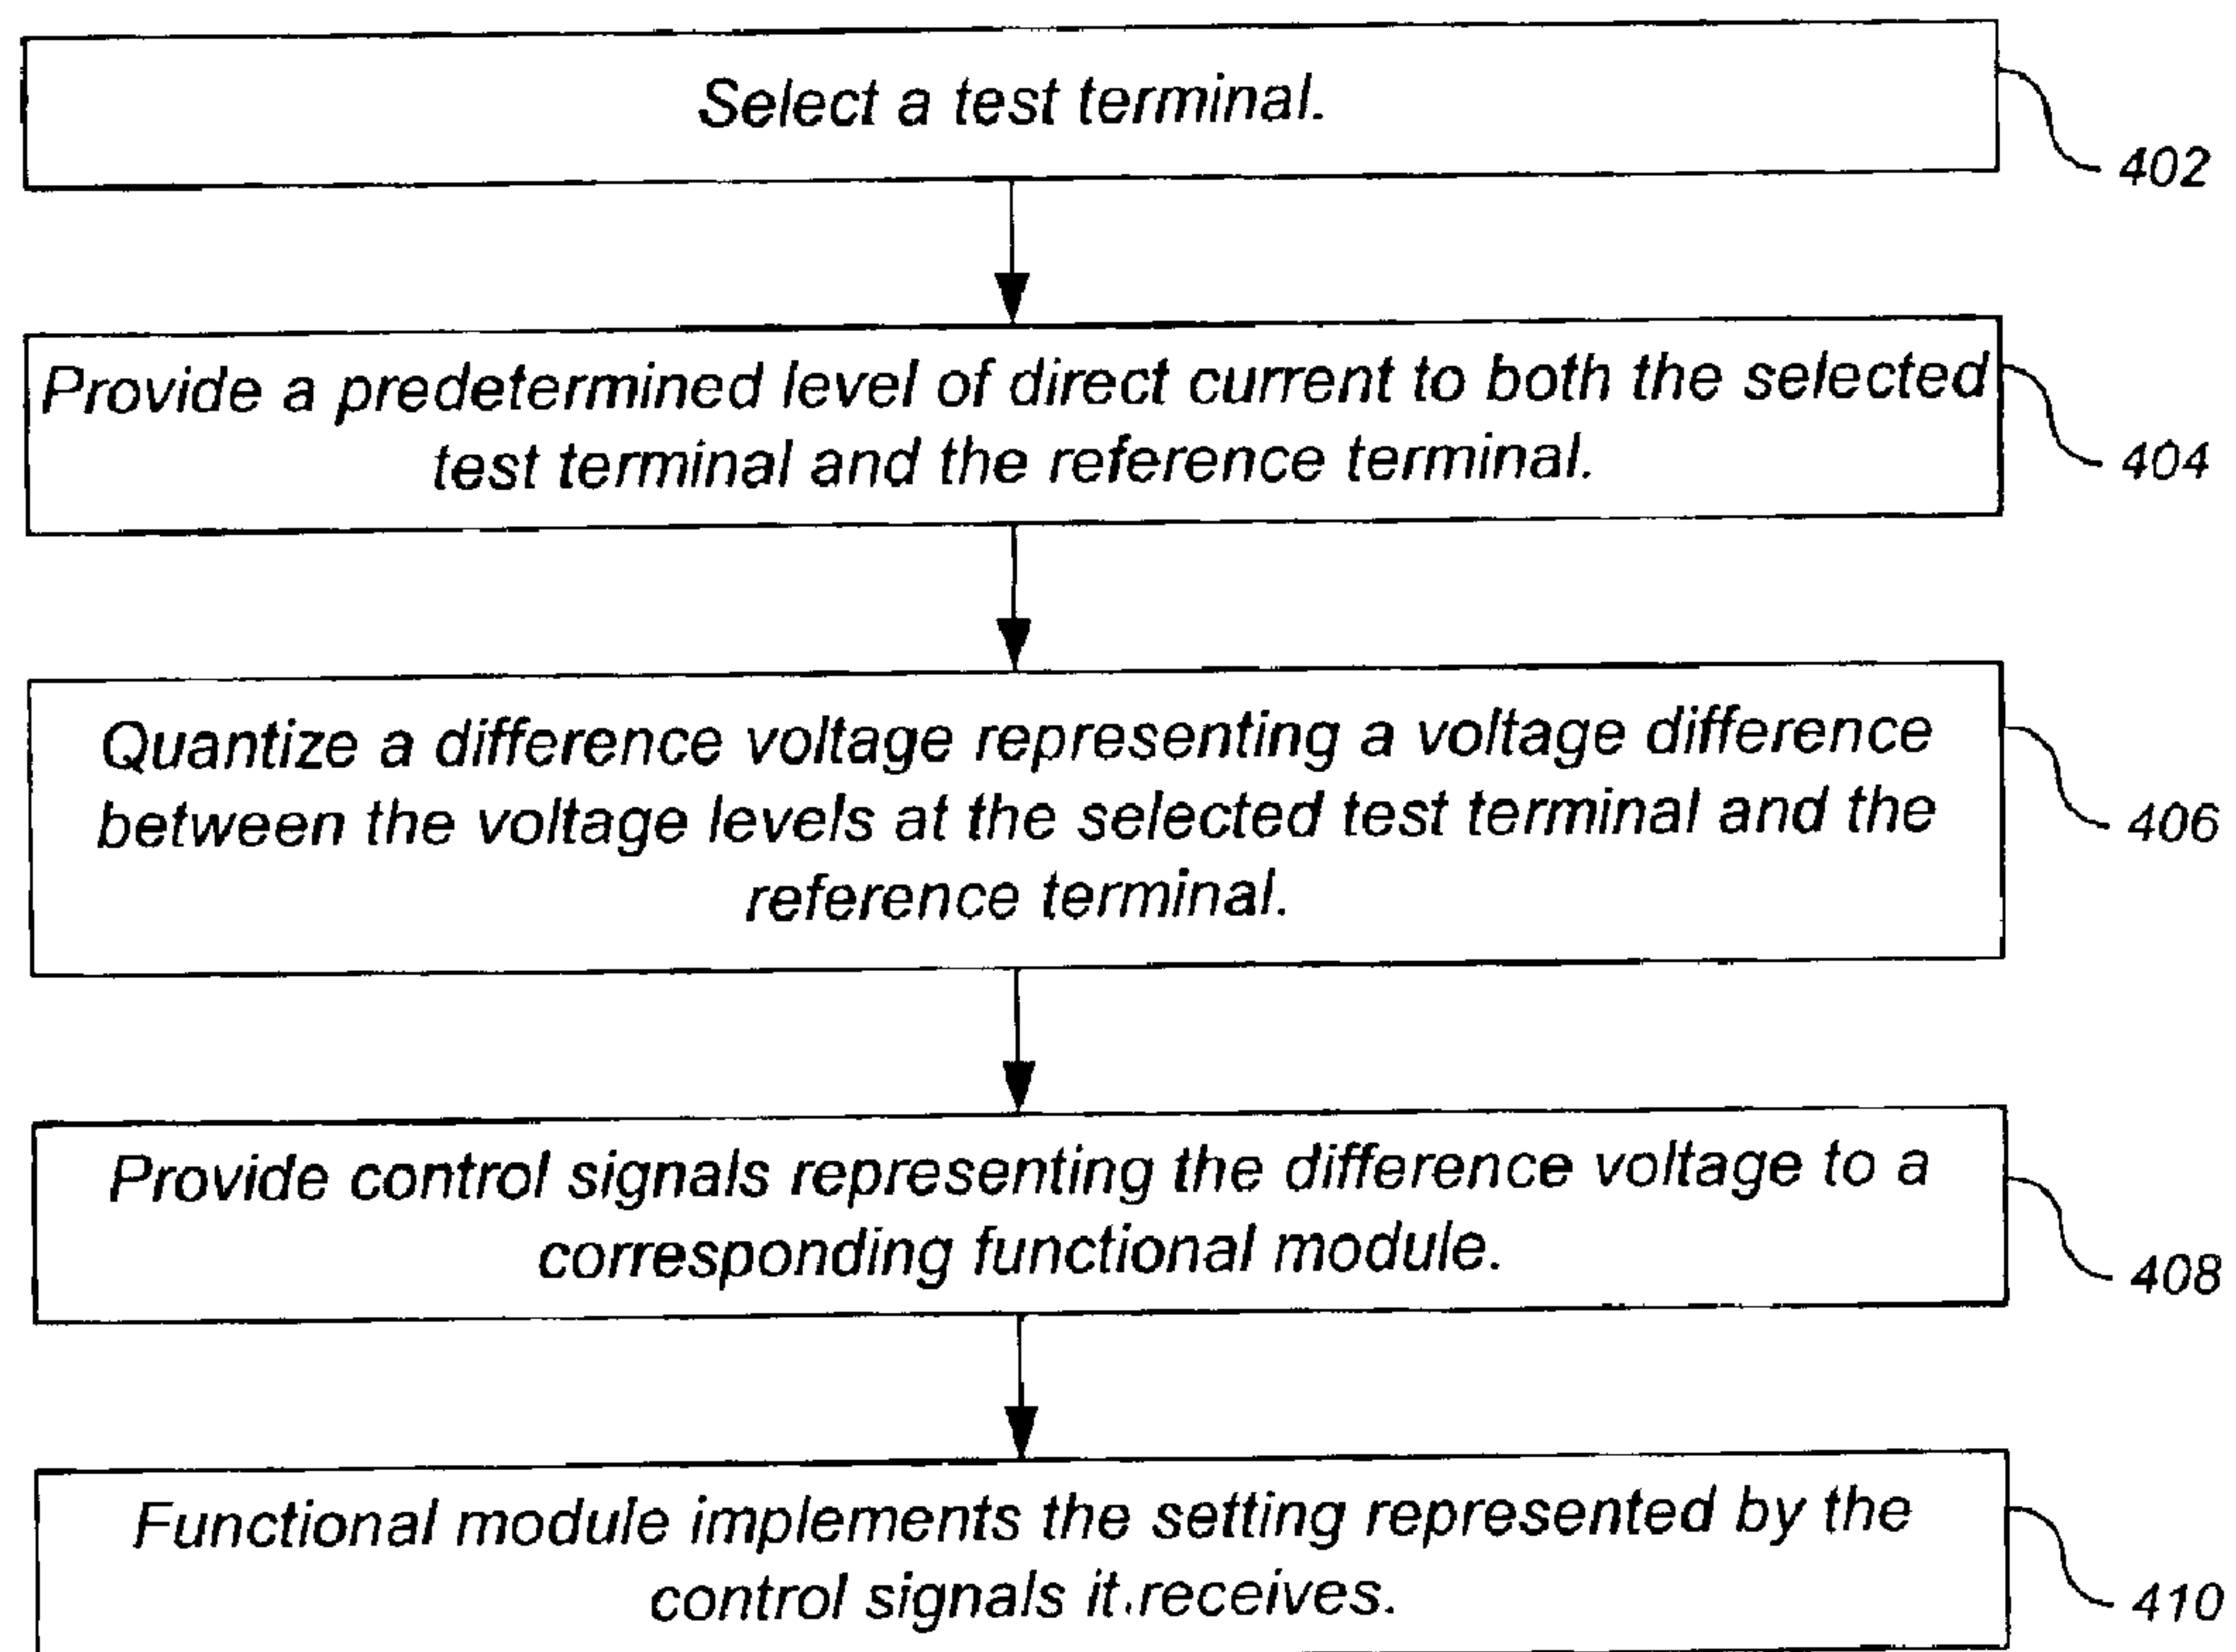 Select a test terminal.
402
Provide a predetermined level of direct current to both the selected
test terminal and the reference terminal.
404
Quantize a difference voltage representing a voltage difference
between the voltage levels at the selected test terminal and the
reference terminal.
406
Provide control signals representing the difference voltage to a
corresponding functional module.
408
Functional module implements the setting represented by the
control signals it receives.
410